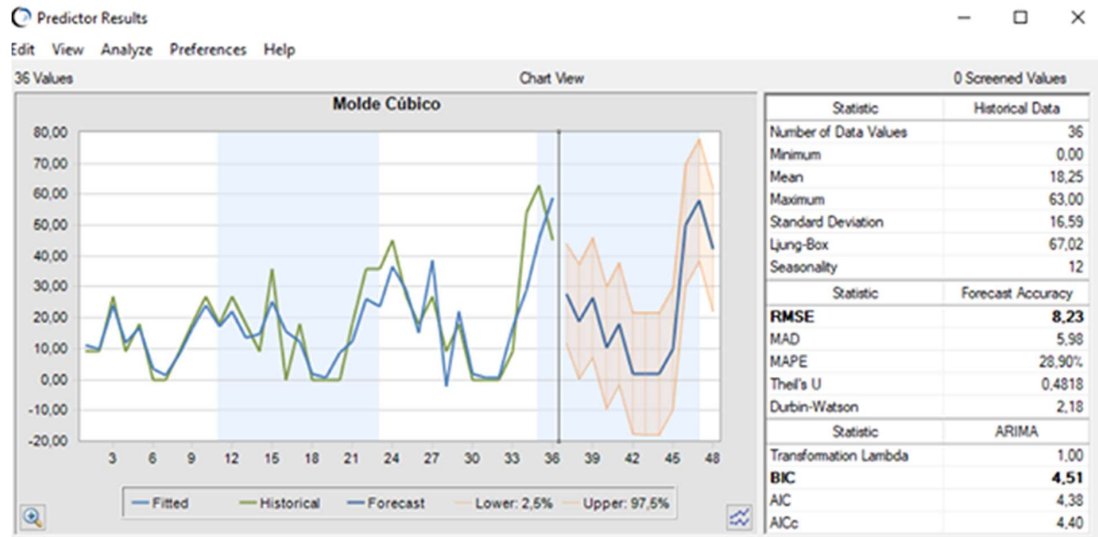 Predictor Results
Edit View Analyze Preferences Help
36 Values Chart View 0 Screened Values
Molde Cúbico
80,00
70,00
60,00
50,00
40,00
30,00
20,00
10,00
0,00
-10,00
-20,00
3 6 9 12 15 18 21 24 27 30 33 36 39 42 45 48
Fitted Historical Forecast Lower: 2,5% Upper: 97,5%
Statistic Historical Data
Number of Data Values 36
Minimum 0,00
Mean 18,25
Maximum 63,00
Standard Deviation 16,59
Ljung-Box 67,02
Seasonality 12
Statistic Forecast Accuracy
RMSE 8,23
MAD 5,98
MAPE 28,90%
Theil's U 0,4818
Durbin-Watson 2,18
Statistic ARIMA
Transformation Lambda 1,00
BIC 4,51
AIC 4,38
AICc 4,40